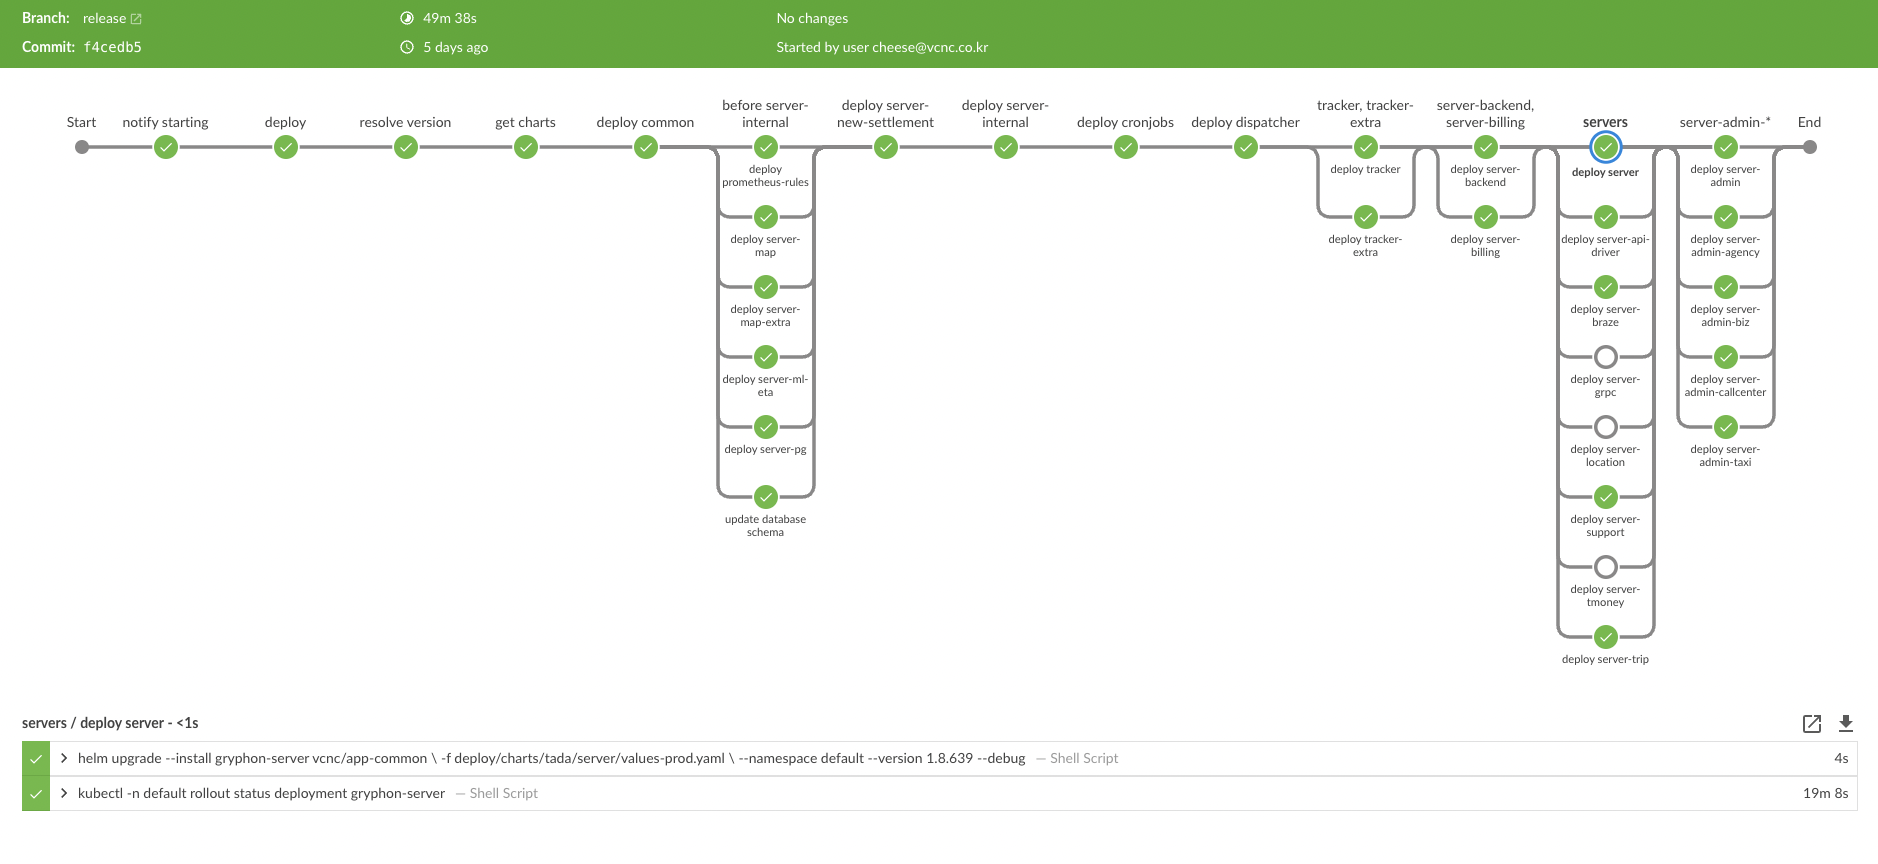 Branch: release
49m 38s
No changes
Commit: f4cedb5
5 days ago
Started by user cheese@vcnc.co.kr
Start
notify starting
deploy
resolve version
get charts
deploy common
before server-
internal
deploy server-
new-settlement
deploy server-
internal
deploy cronjobs
deploy dispatcher
tracker, tracker-
extra
server-backend,
server-billing
servers
server-admin-*
End
deploy
prometheus-rules
deploy server-
map
deploy server-
map-extra
deploy server-ml-
eta
deploy server-pg
update database
schema
deploy tracker
deploy tracker-
extra
deploy server-
backend
deploy server-
billing
deploy server
deploy server-api-
driver
deploy server-
braze
deploy server-
grpc
deploy server-
location
deploy server-
support
deploy server-
tmoney
deploy server-trip
deploy server-
admin
deploy server-
admin-agency
deploy server-
admin-biz
deploy server-
admin-callcenter
deploy server-
admin-taxi
servers / deploy server - <1s
helm upgrade --install gryphon-server vcnc/app-common \ -f deploy/charts/tada/server/values-prod.yaml \ --namespace default --version 1.8.639 --debug — Shell Script 4s
kubectl -n default rollout status deployment gryphon-server — Shell Script 19m 8s